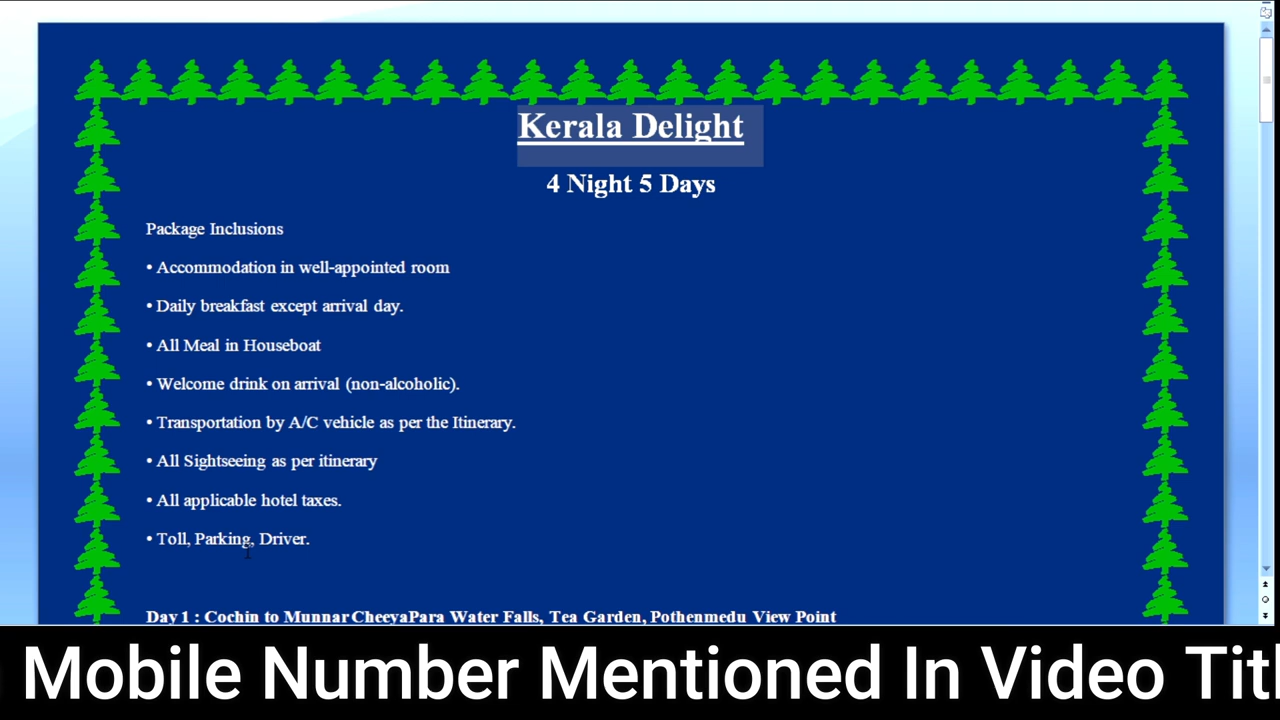 Kerala Delight
4 Night 5 Days
Package Inclusions
• Accommodation in well-appointed room
• Daily breakfast except arrival day.
• All Meal in Houseboat
• Welcome drink on arrival (non-alcoholic).
• Transportation by A/C vehicle as per the Itinerary.
• All Sightseeing as per itinerary
• All applicable hotel taxes.
• Toll, Parking, Driver.
Day 1 : Cochin to Munnar CheeyaPara Water Falls, Tea Garden, Pothenmedu View Point
Mobile Number Mentioned In Video Titl